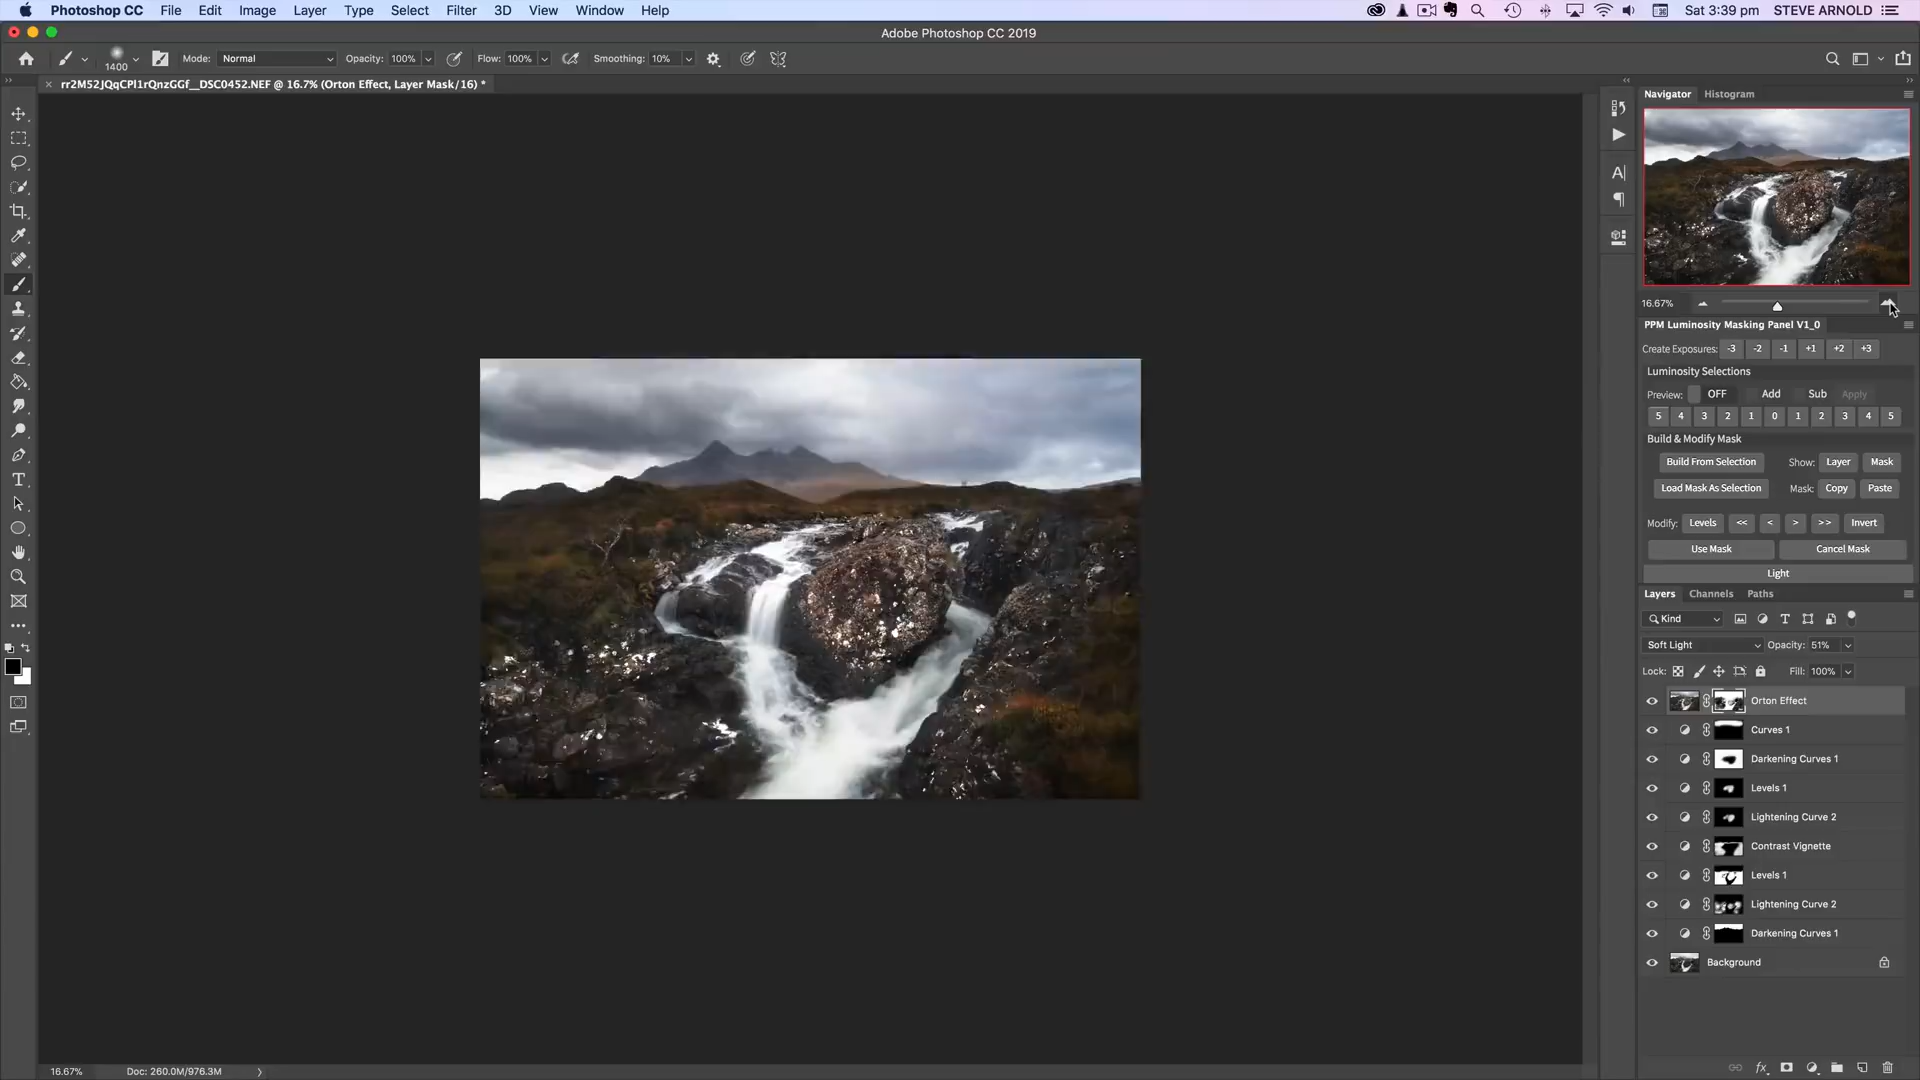 Photoshop CC File Edit Image Layer Type Select Filter 3D View Window Help Sat 3:39 pm STEVE ARNOLD
Adobe Photoshop CC 2019
1400 Mode: Normal Opacity: 100% Flow: 100% Smoothing: 10%
rr2M52JQqCPl1rQnzGGf__DSC0452.NEF @ 16.7% (Orton Effect, Layer Mask/16) *
Navigator Histogram
16.67%
PPM Luminosity Masking Panel V1_0
Create Exposures: -3 -2 -1 +1 +2 +3
Luminosity Selections
Preview: OFF Add Sub Apply
5 4 3 2 1 0 1 2 3 4 5
Build & Modify Mask
Build From Selection Show: Layer Mask
Load Mask As Selection Mask: Copy Paste
Modify: Levels << < > >> Invert
Use Mask Cancel Mask
Light
Layers Channels Paths
Kind
Soft Light Opacity: 51%
Lock: Fill: 100%
Orton Effect
Curves 1
Darkening Curves 1
Levels 1
Lightening Curve 2
Contrast Vignette
Levels 1
Lightening Curve 2
Darkening Curves 1
Background
16.67% Doc: 260.0M/976.3M